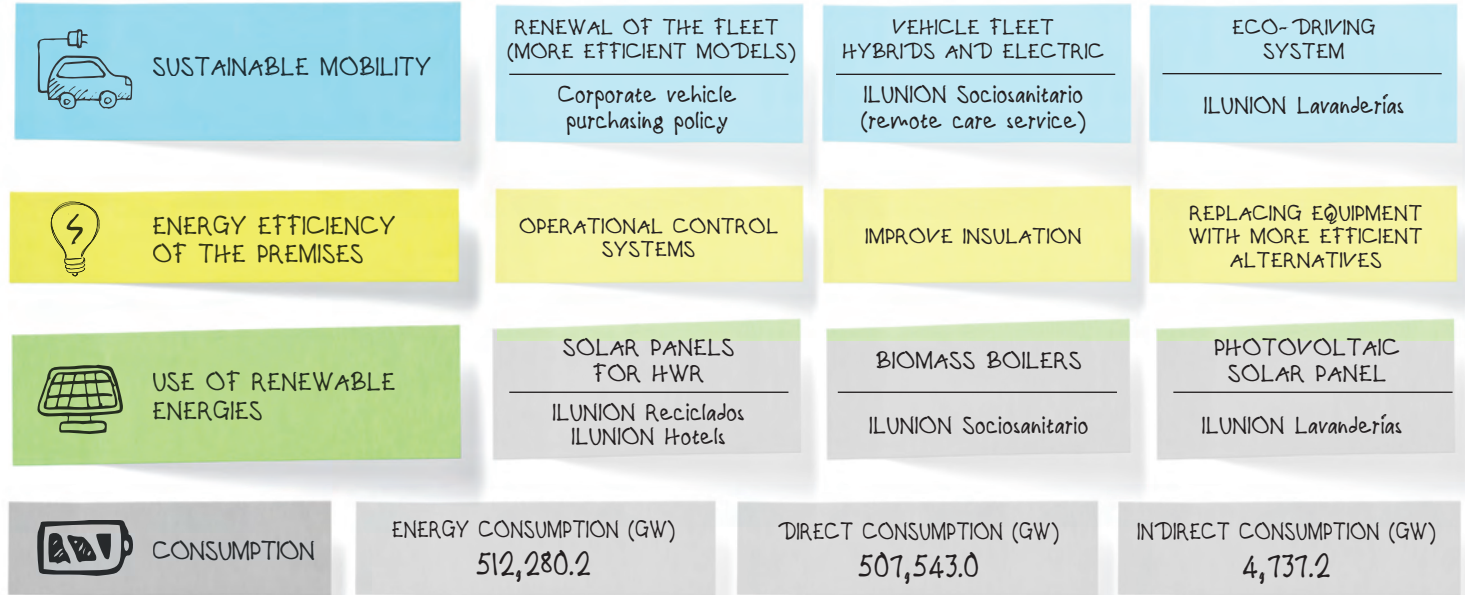 SUSTAINABLE MOBILITY
RENEWAL OF THE FLEET
(MORE EFFICIENT MODELS)
Corporate vehicle
purchasing policy
VEHICLE FLEET
HYBRIDS AND ELECTRIC
ILUNION Sociosanitario
(remote care service)
ECO-DRIVING
SYSTEM
ILUNION Lavanderías
ENERGY EFFICIENCY
OF THE PREMISES
OPERATIONAL CONTROL
SYSTEMS
IMPROVE INSULATION
REPLACING EQUIPMENT
WITH MORE EFFICIENT
ALTERNATIVES
USE OF RENEWABLE
ENERGIES
SOLAR PANELS
FOR HWR
ILUNION Reciclados
ILUNION Hotels
BIOMASS BOILERS
ILUNION Sociosanitario
PHOTOVOLTAIC
SOLAR PANEL
ILUNION Lavanderías
CONSUMPTION
ENERGY CONSUMPTION (GW)
512,280.2
DIRECT CONSUMPTION (GW)
507,543.0
INDIRECT CONSUMPTION (GW)
4,737.2